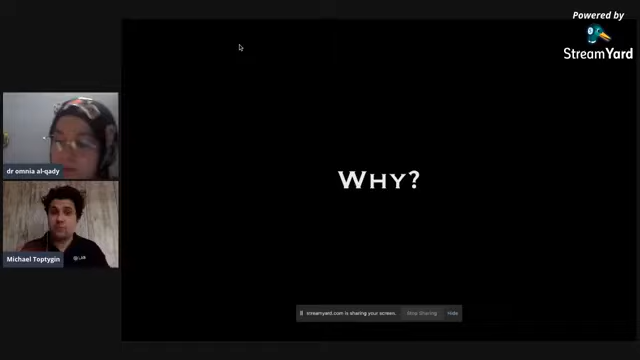 Powered by
StreamYard
dr omnia al-qady
WHY?
Michael Toptygin
streamyard.com is sharing your screen. Stop Sharing Hide